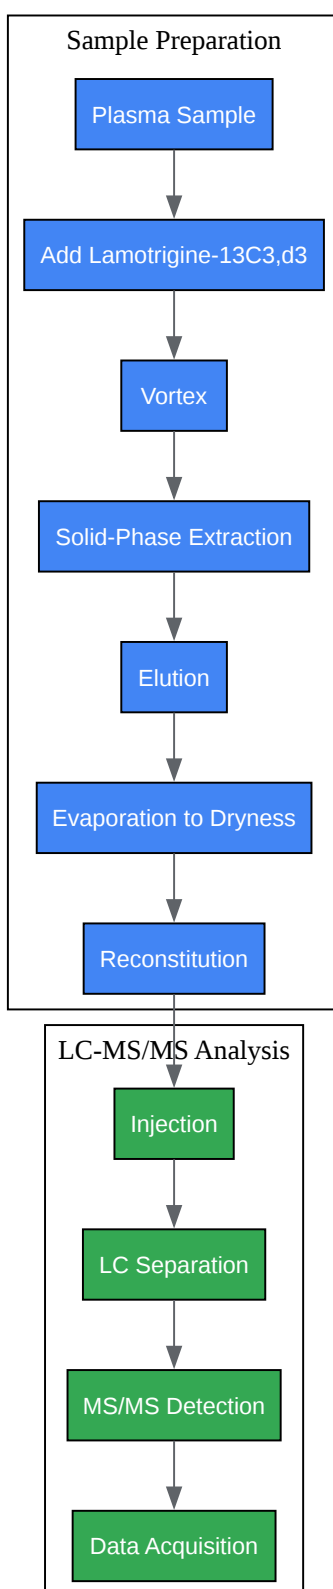 Sample Preparation
Plasma Sample
Add Lamotrigine-13C3,d3
Vortex
Solid-Phase Extraction
Elution
Evaporation to Dryness
Reconstitution
LC-MS/MS Analysis
Injection
LC Separation
MS/MS Detection
Data Acquisition